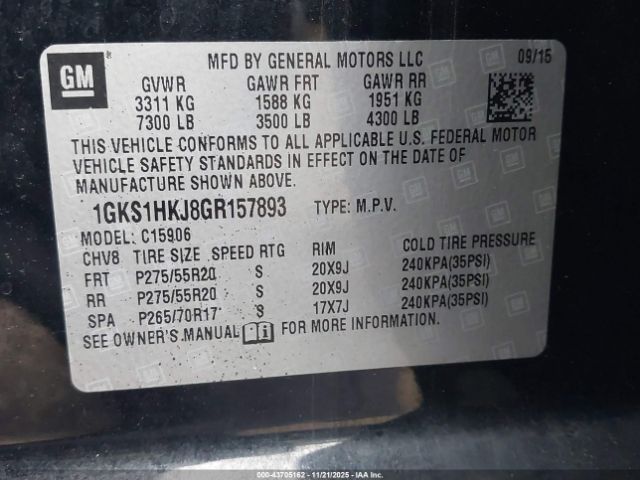 GM
MFD BY GENERAL MOTORS LLC 09/15
GVWR GAWR FRT GAWR RR
3311 KG 1588 KG 1951 KG
7300 LB 3500 LB 4300 LB
THIS VEHICLE CONFORMS TO ALL APPLICABLE U.S. FEDERAL MOTOR
VEHICLE SAFETY STANDARDS IN EFFECT ON THE DATE OF
MANUFACTURE SHOWN ABOVE.
1GKS1HKJ8GR157893 TYPE: M.P.V.
MODEL: C15906
CHV8 TIRE SIZE SPEED RTG RIM COLD TIRE PRESSURE
FRT P275/55R20 S 20X9J 240KPA(35PSI)
RR P275/55R20 S 20X9J 240KPA(35PSI)
SPA P265/70R17 S 17X7J 240KPA(35PSI)
SEE OWNER'S MANUAL FOR MORE INFORMATION.
© IAA 000-43705162 - 11/21/2025 - IAAI, Inc.